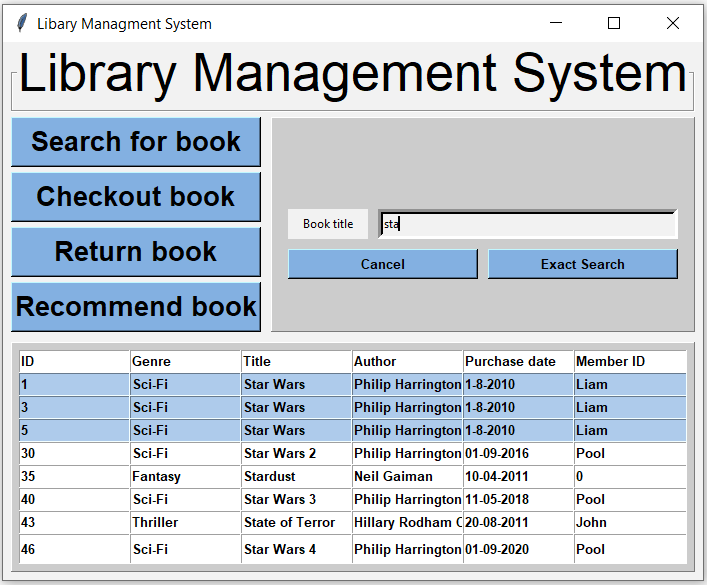 Libary Managment System
Library Management System
Search for book
Checkout book
Return book
Recommend book
Book title sta
Cancel Exact Search
ID Genre Title Author Purchase date Member ID
1 Sci-Fi Star Wars Philip Harrington 1-8-2010 Liam
3 Sci-Fi Star Wars Philip Harrington 1-8-2010 Liam
5 Sci-Fi Star Wars Philip Harrington 1-8-2010 Liam
30 Sci-Fi Star Wars 2 Philip Harrington 01-09-2016 Pool
35 Fantasy Stardust Neil Gaiman 10-04-2011 0
40 Sci-Fi Star Wars 3 Philip Harrington 11-05-2018 Pool
43 Thriller State of Terror Hillary Rodham C 20-08-2011 John
46 Sci-Fi Star Wars 4 Philip Harrington 01-09-2020 Pool